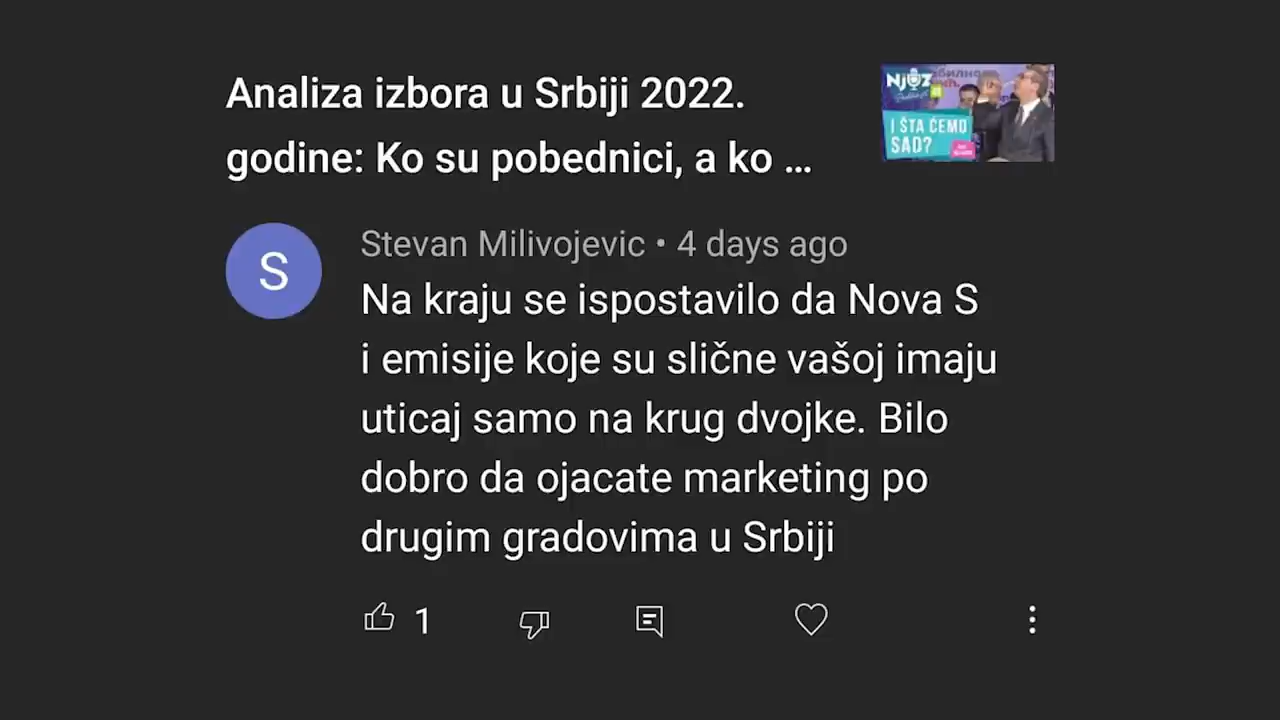 Analiza izbora u Srbiji 2022.
godine: Ko su pobednici, a ko ...
NJUZ
I ŠTA ĆEMO
SAD?
S
Stevan Milivojevic • 4 days ago
Na kraju se ispostavilo da Nova S
i emisije koje su slične vašoj imaju
uticaj samo na krug dvojke. Bilo
dobro da ojacate marketing po
drugim gradovima u Srbiji
1